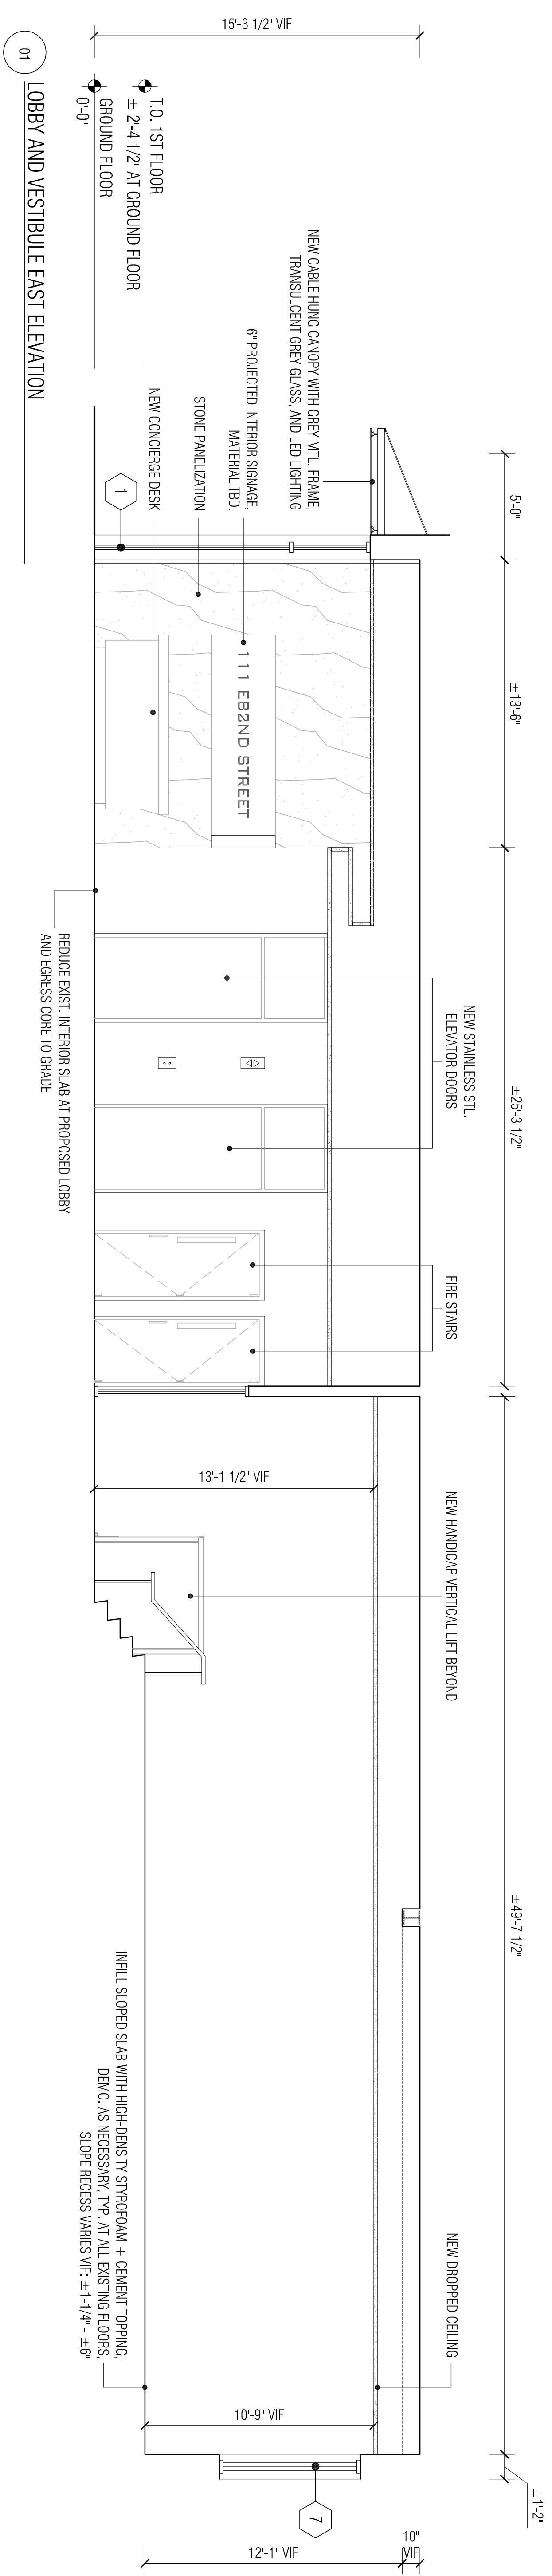 5'-0"
±13'-6"
±25'-3 1/2"
±49'-7 1/2"
±1'-2"
15'-3 1/2" VIF
T.O. 1ST FLOOR
± 2'-4 1/2" AT GROUND FLOOR
GROUND FLOOR
0'-0"
NEW CABLE HUNG CANOPY WITH GREY MTL. FRAME,
TRANSULCENT GREY GLASS, AND LED LIGHTING
6" PROJECTED INTERIOR SIGNAGE,
MATERIAL TBD.
STONE PANELIZATION
NEW CONCIERGE DESK
1
111 E82ND STREET
NEW STAINLESS STL.
ELEVATOR DOORS
FIRE STAIRS
REDUCE EXIST. INTERIOR SLAB AT PROPOSED LOBBY
AND EGRESS CORE TO GRADE
13'-1 1/2" VIF
NEW HANDICAP VERTICAL LIFT BEYOND
NEW DROPPED CEILING
INFILL SLOPED SLAB WITH HIGH-DENSITY STYROFOAM + CEMENT TOPPING,
DEMO. AS NECESSARY, TYP. AT ALL EXISTING FLOORS,
SLOPE RECESS VARIES VIF: ±1-1/4" - ±6"
10'-9" VIF
7
10"
VIF
12'-1" VIF
01
LOBBY AND VESTIBULE EAST ELEVATION